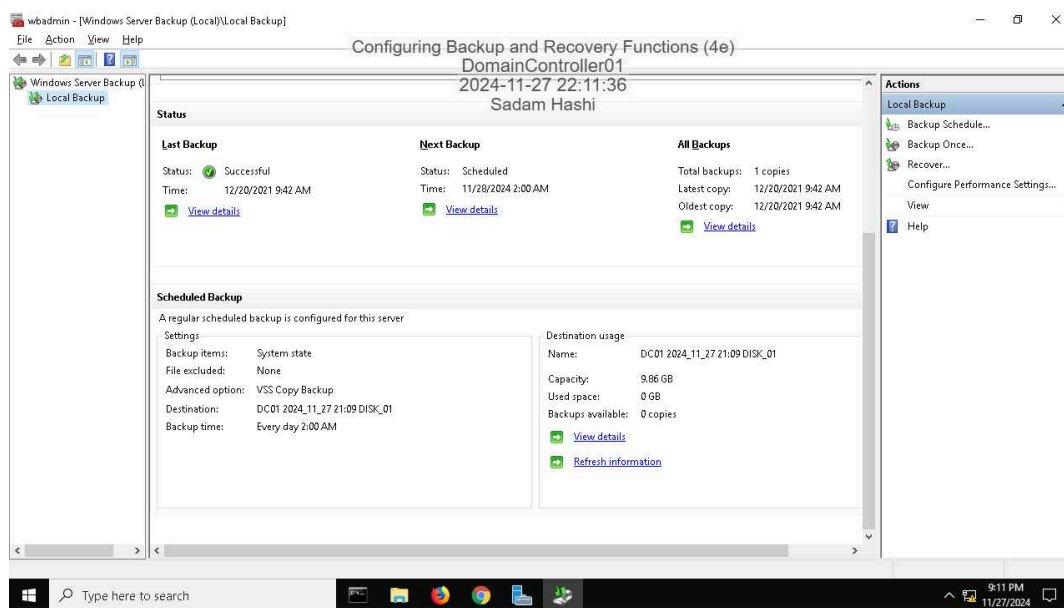 wbadmin - [Windows Server Backup (Local)\Local Backup]
File Action View Help
Configuring Backup and Recovery Functions (4e)
DomainController01
2024-11-27 22:11:36
Sadam Hashi
Windows Server Backup (L
Local Backup
Status
Last Backup
Status: Successful
Time: 12/20/2021 9:42 AM
View details
Next Backup
Status: Scheduled
Time: 11/28/2024 2:00 AM
View details
All Backups
Total backups: 1 copies
Latest copy: 12/20/2021 9:42 AM
Oldest copy: 12/20/2021 9:42 AM
View details
Scheduled Backup
A regular scheduled backup is configured for this server
Settings
Backup items: System state
File excluded: None
Advanced option: VSS Copy Backup
Destination: DC01 2024_11_27 21:09 DISK_01
Backup time: Every day 2:00 AM
Destination usage
Name: DC01 2024_11_27 21:09 DISK_01
Capacity: 9.86 GB
Used space: 0 GB
Backups available: 0 copies
View details
Refresh information
Actions
Local Backup
Backup Schedule...
Backup Once...
Recover...
Configure Performance Settings...
View
Help
Type here to search
9:11 PM
11/27/2024